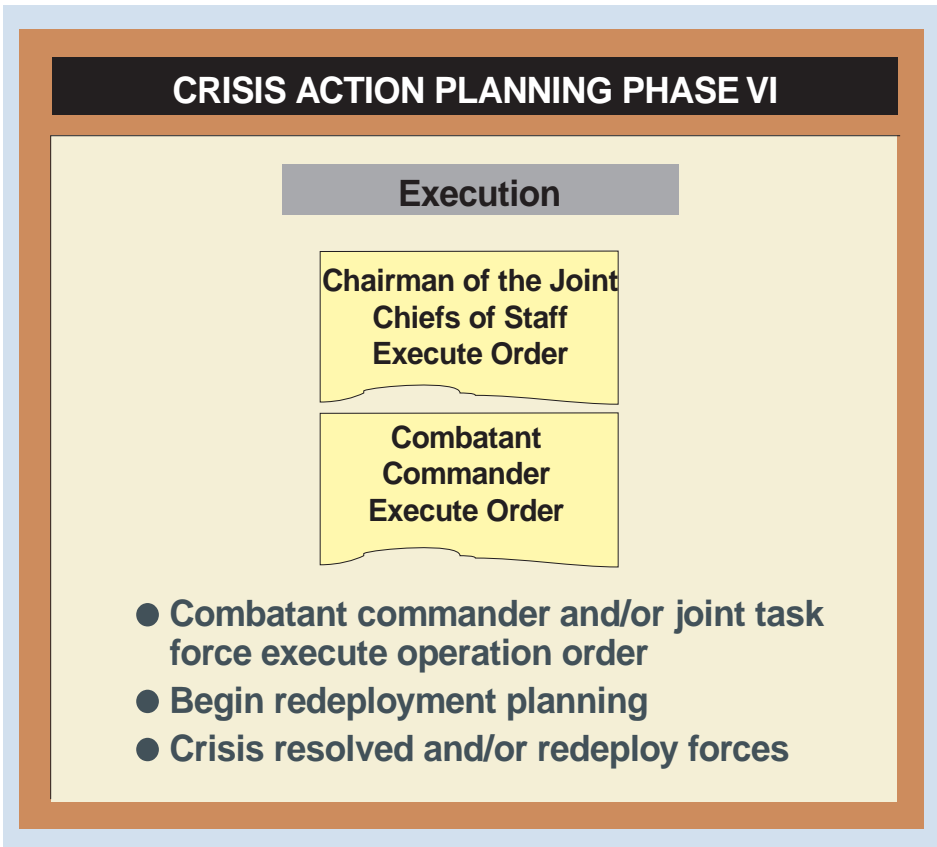 CRISIS ACTION PLANNING PHASE VI
Execution
Chairman of the Joint
Chiefs of Staff
Execute Order
Combatant
Commander
Execute Order
● Combatant commander and/or joint task
force execute operation order
● Begin redeployment planning
● Crisis resolved and/or redeploy forces